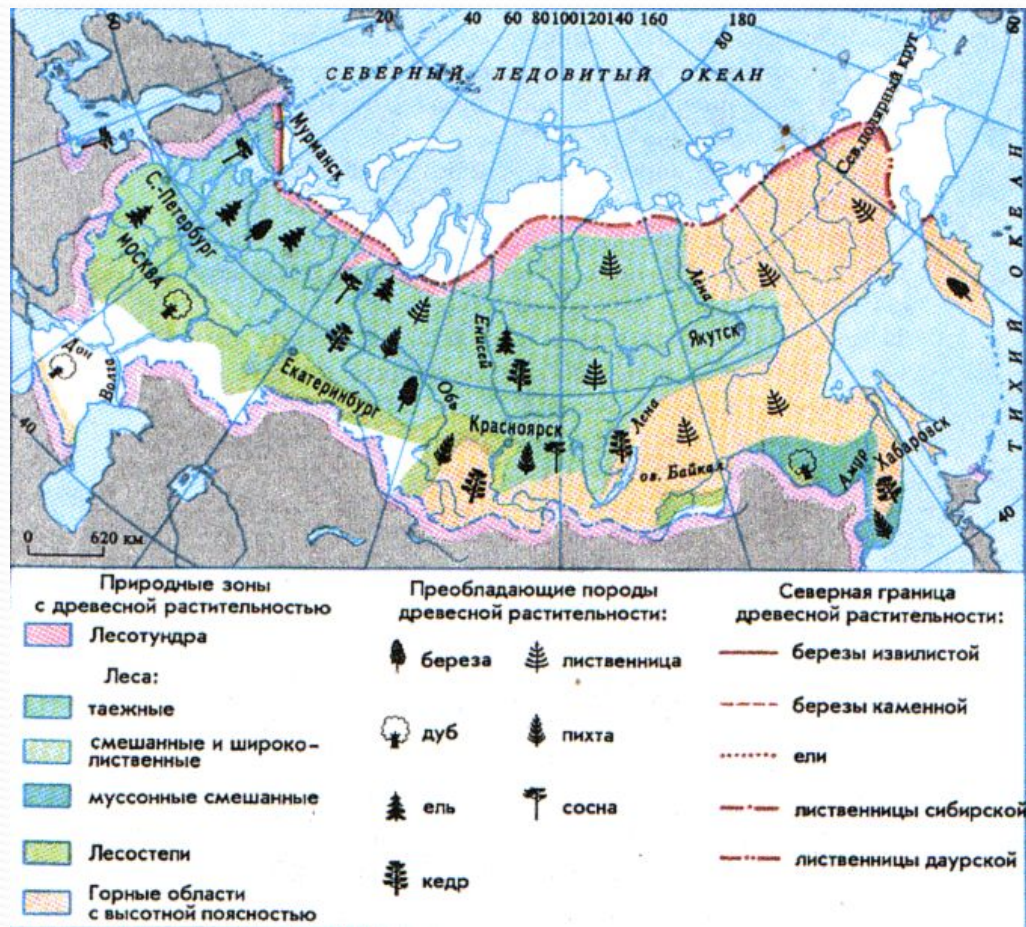 60
20
40
60
80
100
120
140
160
180
80
60
СЕВЕРНЫЙ ЛЕДОВИТЫЙ ОКЕАН
Сев. полярный круг
Мурманск
С.-Петербург
МОСКВА
ТИХИЙ ОКЕАН
Лена
Якутск
Енисей
Дон
Волга
Екатеринбург
Обь
Красноярск
Лена
ов. Байкал
Амур
Хабаровск
40
40
0 620 км
Природные зоны
с древесной растительностью
Лесотундра
Леса:
таежные
смешанные и широко-
лиственные
муссонные смешанные
Лесостепи
Горные области
с высотной поясностью
Преобладающие породы
древесной растительности:
береза
лиственница
дуб
пихта
ель
сосна
кедр
Северная граница
древесной растительности:
березы извилистой
березы каменной
ели
лиственницы сибирской
лиственницы даурской